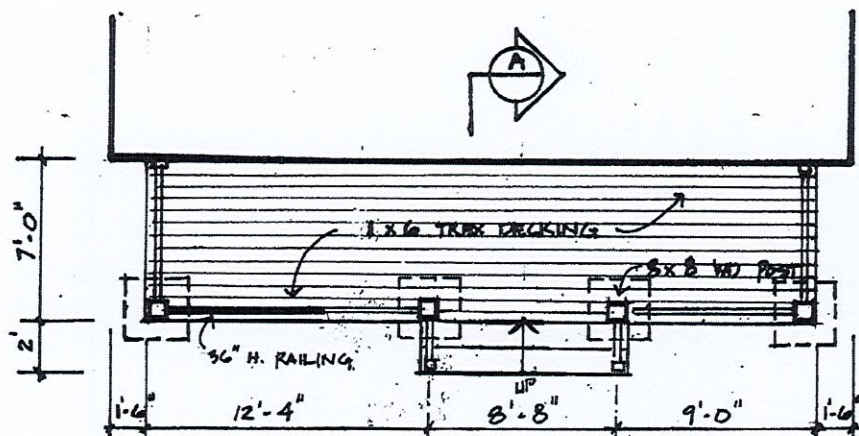 A
7'-0"
1 X 6 TREX DECKING
8 X 8 WD POST
36" H. RAILING
2'
UP
1'-6" 12'-4" 8'-8" 9'-0" 1'-6"